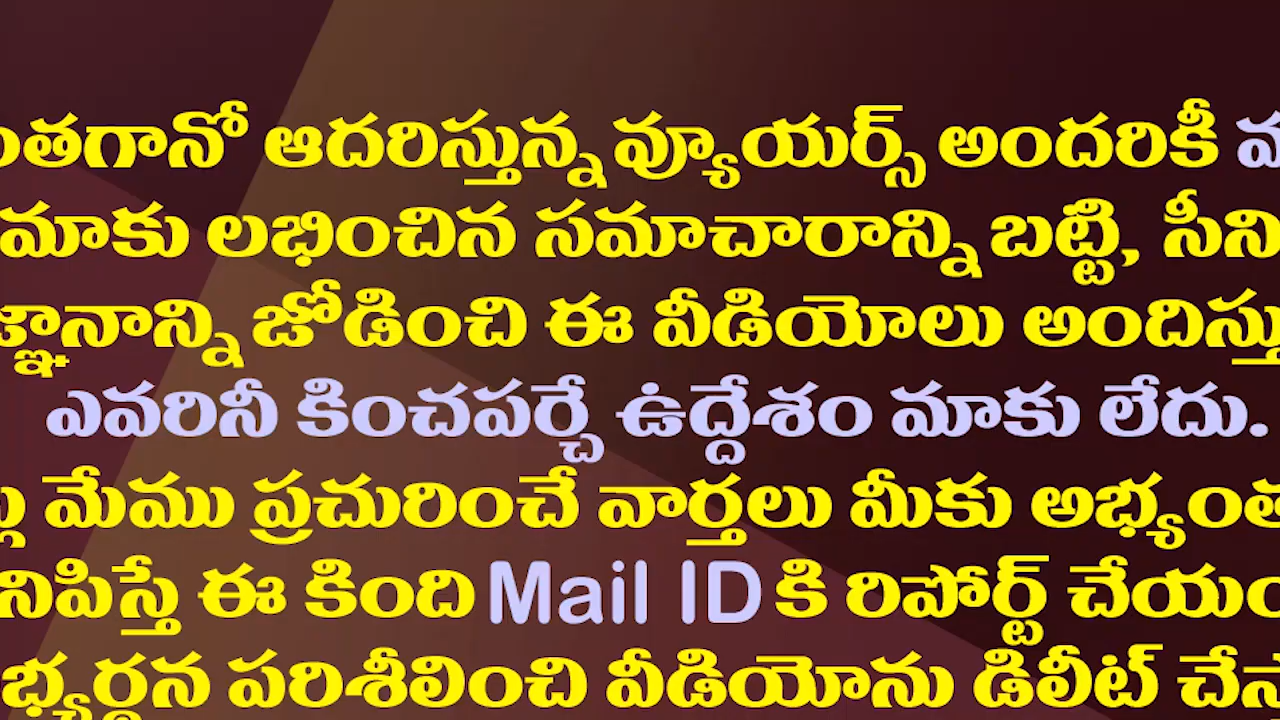 ంతగానో ఆదరిస్తున్న వ్యూయర్స్ అందరికీ
మాకు లభించిన సమాచారాన్ని బట్టి, సీని
జ్ఞానాన్ని జోడించి ఈ వీడియోలు అందిస్తు
ఎవరినీ కించపర్చే ఉద్దేశం మాకు లేదు.
మేము ప్రచురించే వార్తలు మీకు అభ్యంత
నిపిస్తే ఈ కింది Mail ID కి రిపోర్ట్ చేయం
భ్యర్థన పరిశీలించి వీడియోను డిలీట్ చేస